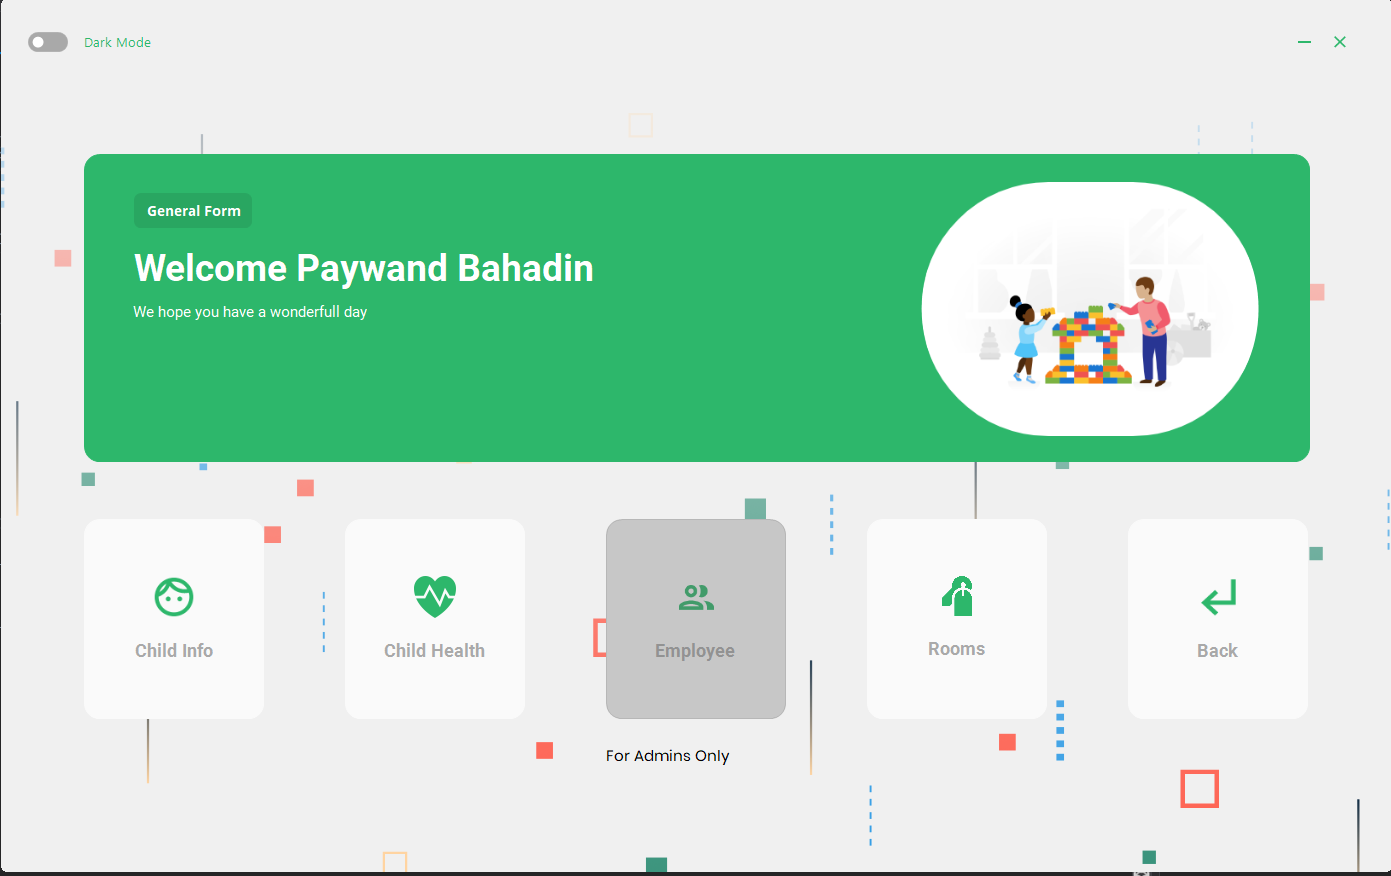 Dark Mode
General Form
Welcome Paywand Bahadin
We hope you have a wonderfull day
Child Info
Child Health
Employee
Rooms
Back
For Admins Only